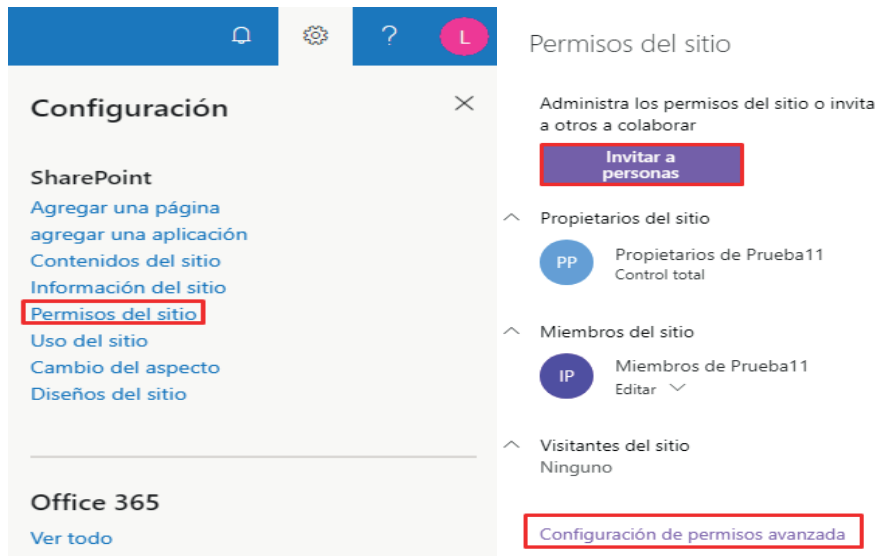 ?
L
Configuración
SharePoint
Agregar una página
agregar una aplicación
Contenidos del sitio
Información del sitio
Permisos del sitio
Uso del sitio
Cambio del aspecto
Diseños del sitio
Office 365
Ver todo
Permisos del sitio
Administra los permisos del sitio o invita
a otros a colaborar
Invitar a
personas
Propietarios del sitio
PP
Propietarios de Prueba11
Control total
Miembros del sitio
IP
Miembros de Prueba11
Editar
Visitantes del sitio
Ninguno
Configuración de permisos avanzada